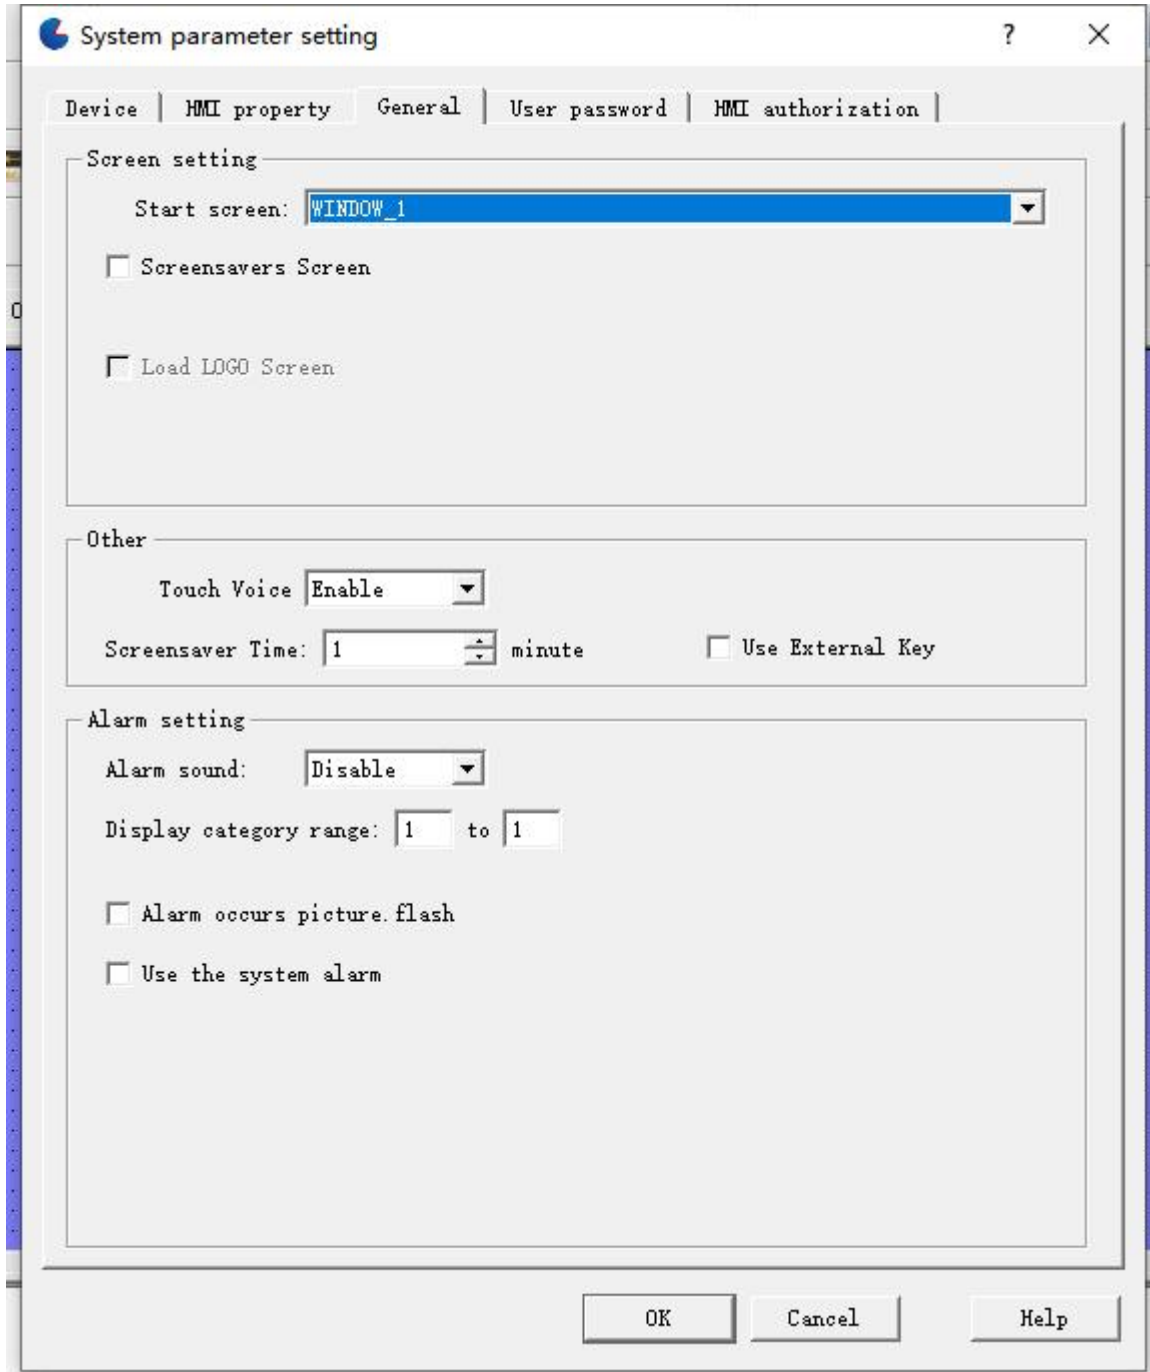 System parameter setting ?
Device HMI property General User password HMI authorization
Screen setting
Start screen: WINDOW_1
Screensavers Screen
Load LOGO Screen
Other
Touch Voice Enable
Screensaver Time: 1 minute Use External Key
Alarm setting
Alarm sound: Disable
Display category range: 1 to 1
Alarm occurs picture.flash
Use the system alarm
OK Cancel Help